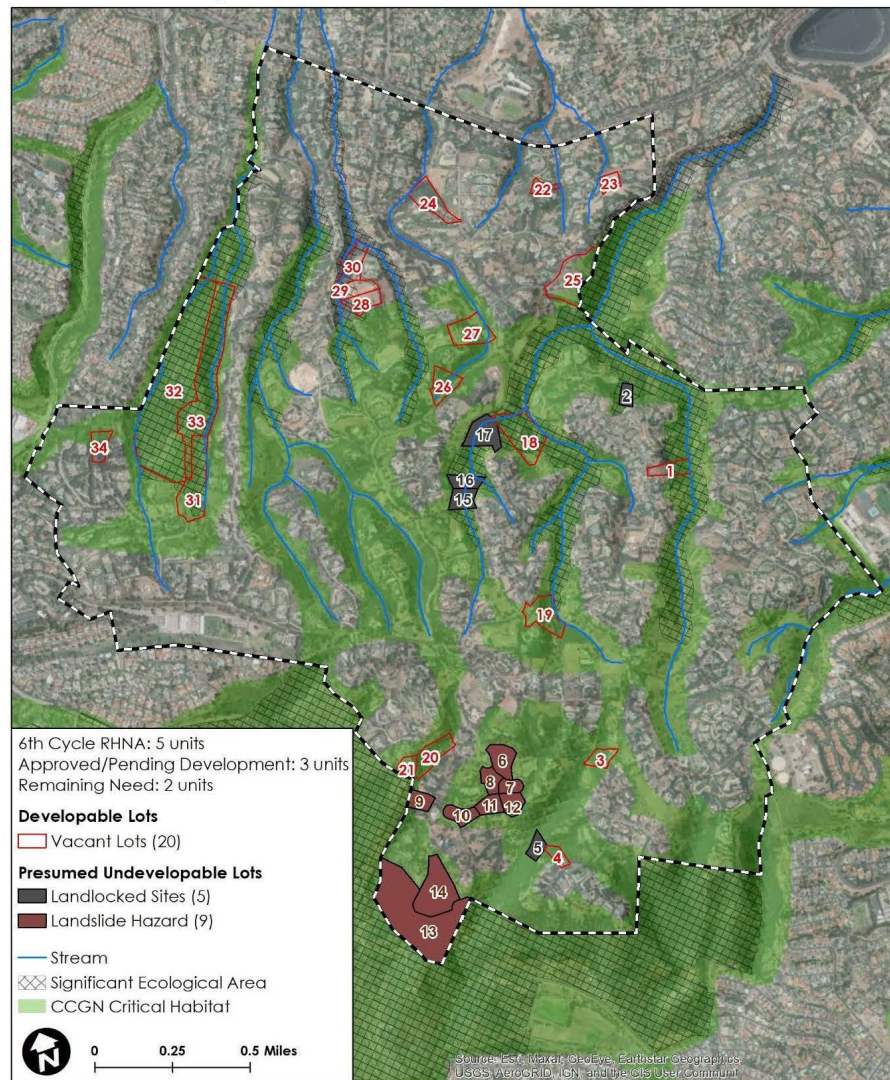 23
22
24
25
30
29
28
27
26
32
2
33
17
18
34
1
16
15
31
19
20
21
3
6
8
7
9
11
12
10
5
4
14
13
6th Cycle RHNA: 5 units
Approved/Pending Development: 3 units
Remaining Need: 2 units
Developable Lots
Vacant Lots (20)
Presumed Undevelopable Lots
Landlocked Sites (5)
Landslide Hazard (9)
Stream
Significant Ecological Area
CCGN Critical Habitat
N
0 0.25 0.5 Miles
Source: Esri, Maxar, GeoEye, Earthstar Geographics,
USGS, AeroGRID, IGN, and the GIS User Communit